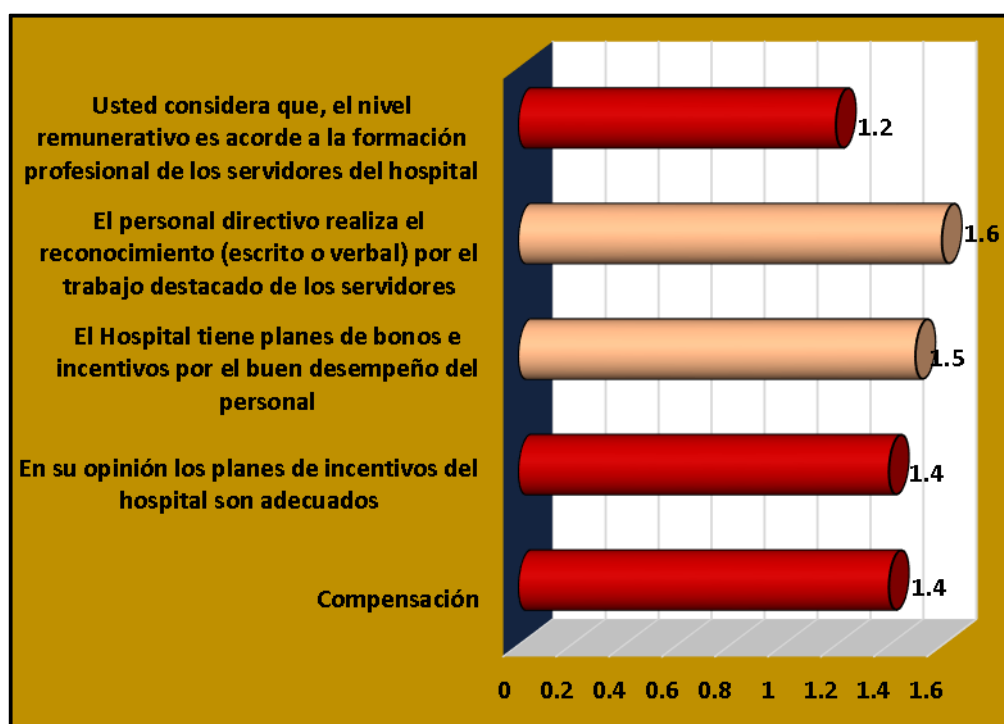 Usted considera que, el nivel
remunerativo es acorde a la formación
profesional de los servidores del hospital
1.2
El personal directivo realiza el
reconocimiento (escrito o verbal) por el
trabajo destacado de los servidores
1.6
El Hospital tiene planes de bonos e
incentivos por el buen desempeño del
personal
1.5
En su opinión los planes de incentivos del
hospital son adecuados
1.4
Compensación
1.4
0 0.2 0.4 0.6 0.8 1 1.2 1.4 1.6